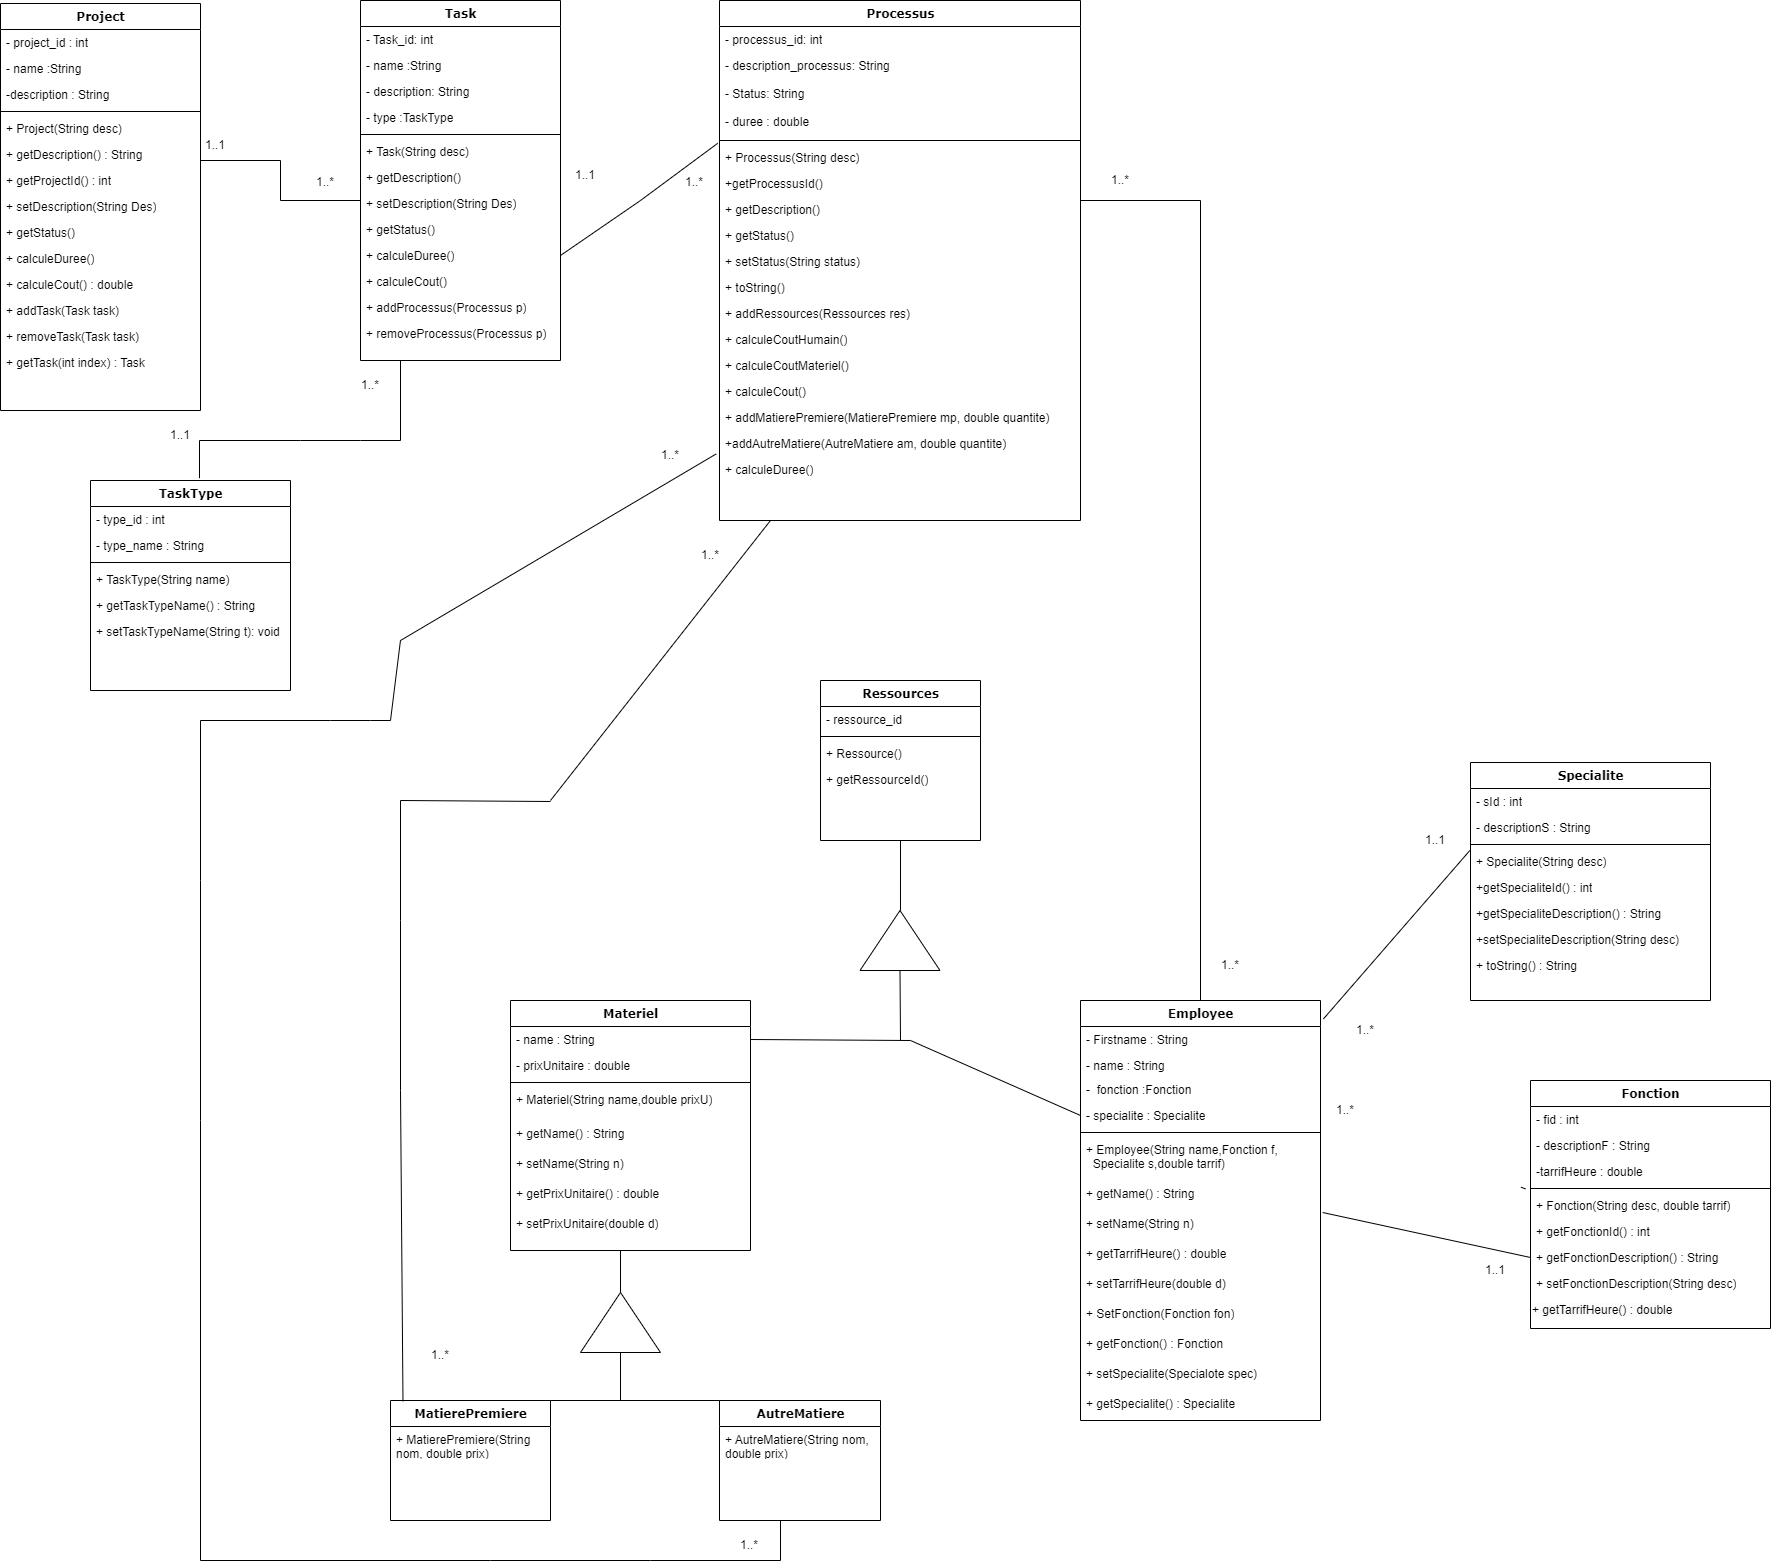 Project
- project_id : int
- name :String
-description : String
+ Project(String desc)
+ getDescription() : String
+ getProjectId() : int
+ setDescription(String Des)
+ getStatus()
+ calculeDuree()
+ calculeCout() : double
+ addTask(Task task)
+ removeTask(Task task)
+ getTask(int index) : Task
1..1
1..*
Task
- Task_id: int
- name :String
- description: String
- type :TaskType
+ Task(String desc)
+ getDescription()
+ setDescription(String Des)
+ getStatus()
+ calculeDuree()
+ calculeCout()
+ addProcessus(Processus p)
+ removeProcessus(Processus p)
1..1
1..*
Processus
- processus_id: int
- description_processus: String
- Status: String
- duree : double
+ Processus(String desc)
+getProcessusId()
+ getDescription()
+ getStatus()
+ setStatus(String status)
+ toString()
+ addRessources(Ressources res)
+ calculeCoutHumain()
+ calculeCoutMateriel()
+ calculeCout()
+ addMatierePremiere(MatierePremiere mp, double quantite)
+addAutreMatiere(AutreMatiere am, double quantite)
+ calculeDuree()
1..*
1..*
1..1
1..*
1..*
TaskType
- type_id : int
- type_name : String
+ TaskType(String name)
+ getTaskTypeName() : String
+ setTaskTypeName(String t): void
Ressources
- ressource_id
+ Ressource()
+ getRessourceId()
Specialite
- sId : int
- descriptionS : String
+ Specialite(String desc)
+getSpecialiteId() : int
+getSpecialiteDescription() : String
+setSpecialiteDescription(String desc)
+ toString() : String
1..1
1..*
1..*
1..*
Materiel
- name : String
- prixUnitaire : double
+ Materiel(String name,double prixU)
+ getName() : String
+ setName(String n)
+ getPrixUnitaire() : double
+ setPrixUnitaire(double d)
Employee
- Firstname : String
- name : String
- fonction :Fonction
- specialite : Specialite
+ Employee(String name,Fonction f,
Specialite s,double tarrif)
+ getName() : String
+ setName(String n)
+ getTarrifHeure() : double
+ setTarrifHeure(double d)
+ SetFonction(Fonction fon)
+ getFonction() : Fonction
+ setSpecialite(Specialote spec)
+ getSpecialite() : Specialite
Fonction
- fid : int
- descriptionF : String
-tarrifHeure : double
+ Fonction(String desc, double tarrif)
+ getFonctionId() : int
+ getFonctionDescription() : String
+ setFonctionDescription(String desc)
+ getTarrifHeure() : double
1..1
1..*
MatierePremiere
+ MatierePremiere(String
nom, double prix)
AutreMatiere
+ AutreMatiere(String nom,
double prix)
1..*